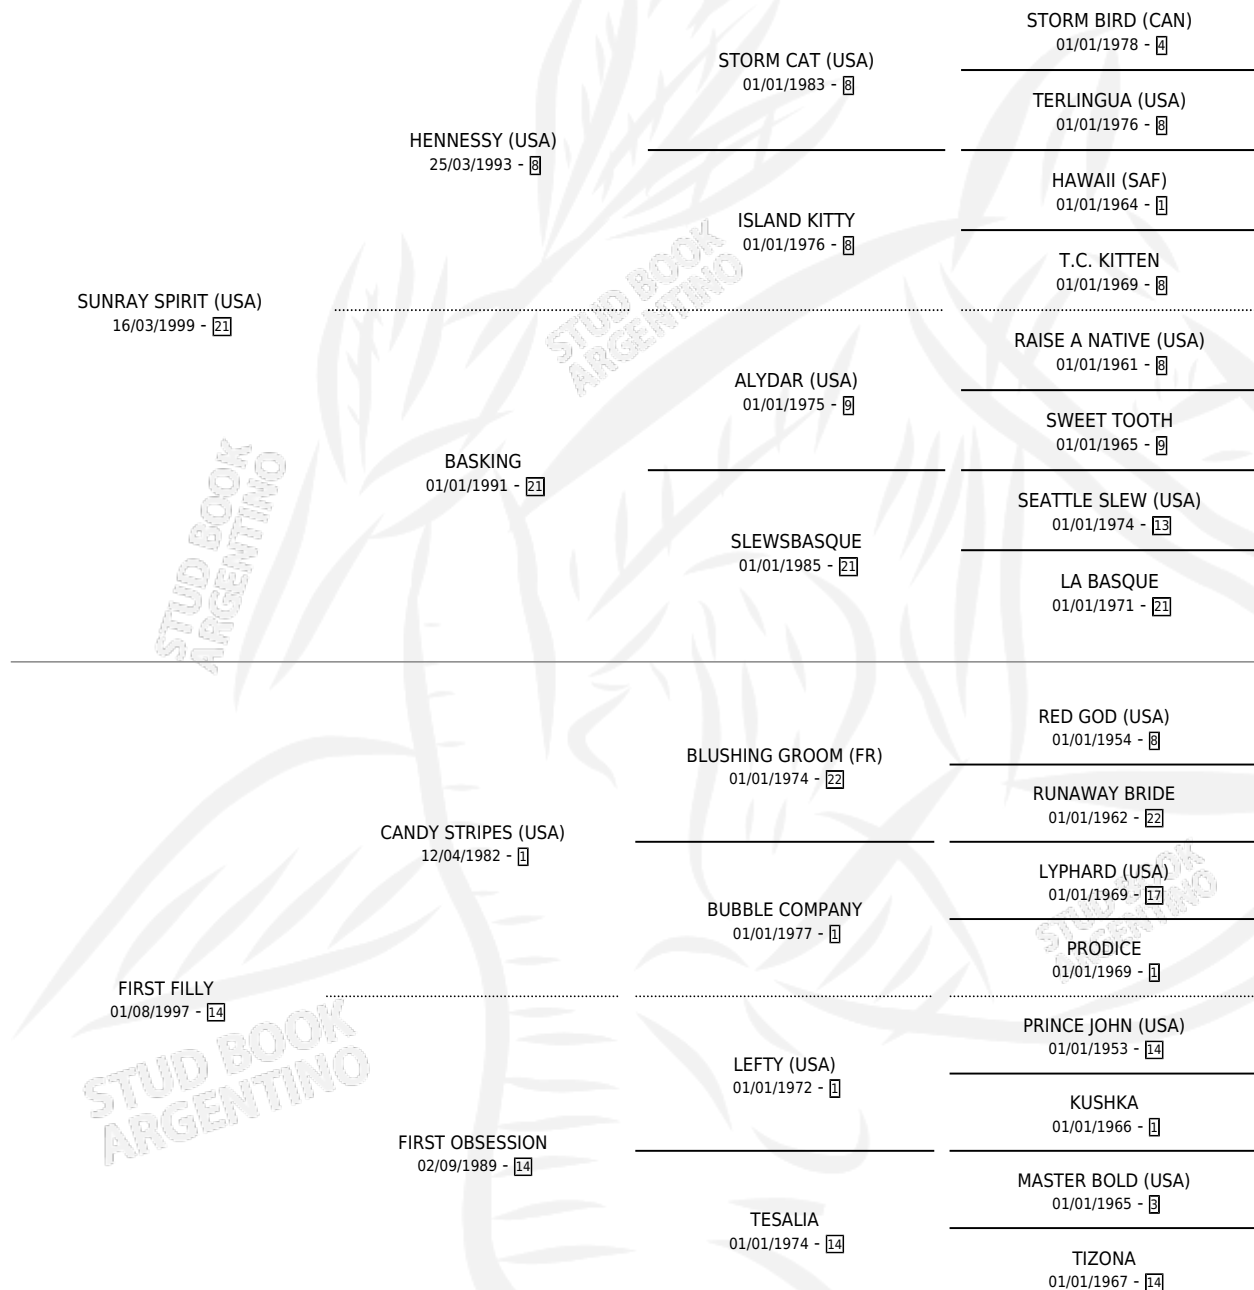 STORM BIRD (CAN)
01/01/1978 - 4
STORM CAT (USA)
01/01/1983 - 8
TERLINGUA (USA)
01/01/1976 - 8
HENNESSY (USA)
25/03/1993 - 8
HAWAII (SAF)
01/01/1964 - 1
ISLAND KITTY
01/01/1976 - 8
T.C. KITTEN
01/01/1969 - 8
SUNRAY SPIRIT (USA)
16/03/1999 - 21
RAISE A NATIVE (USA)
01/01/1961 - 8
ALYDAR (USA)
01/01/1975 - 9
SWEET TOOTH
01/01/1965 - 9
BASKING
01/01/1991 - 21
SEATTLE SLEW (USA)
01/01/1974 - 13
SLEWSBASQUE
01/01/1985 - 21
LA BASQUE
01/01/1971 - 21
RED GOD (USA)
01/01/1954 - 8
BLUSHING GROOM (FR)
01/01/1974 - 22
RUNAWAY BRIDE
01/01/1962 - 22
CANDY STRIPES (USA)
12/04/1982 - 1
LYPHARD (USA)
01/01/1969 - 17
BUBBLE COMPANY
01/01/1977 - 1
PRODICE
01/01/1969 - 1
FIRST FILLY
01/08/1997 - 14
PRINCE JOHN (USA)
01/01/1953 - 14
LEFTY (USA)
01/01/1972 - 1
KUSHKA
01/01/1966 - 1
FIRST OBSESSION
02/09/1989 - 14
MASTER BOLD (USA)
01/01/1965 - 3
TESALIA
01/01/1974 - 14
TIZONA
01/01/1967 - 14
STUD BOOK
ARGENTINO
STUD BOOK
ARGENTINO
STUD BOOK
ARGENTINO
STUD BOOK
ARGENTINO